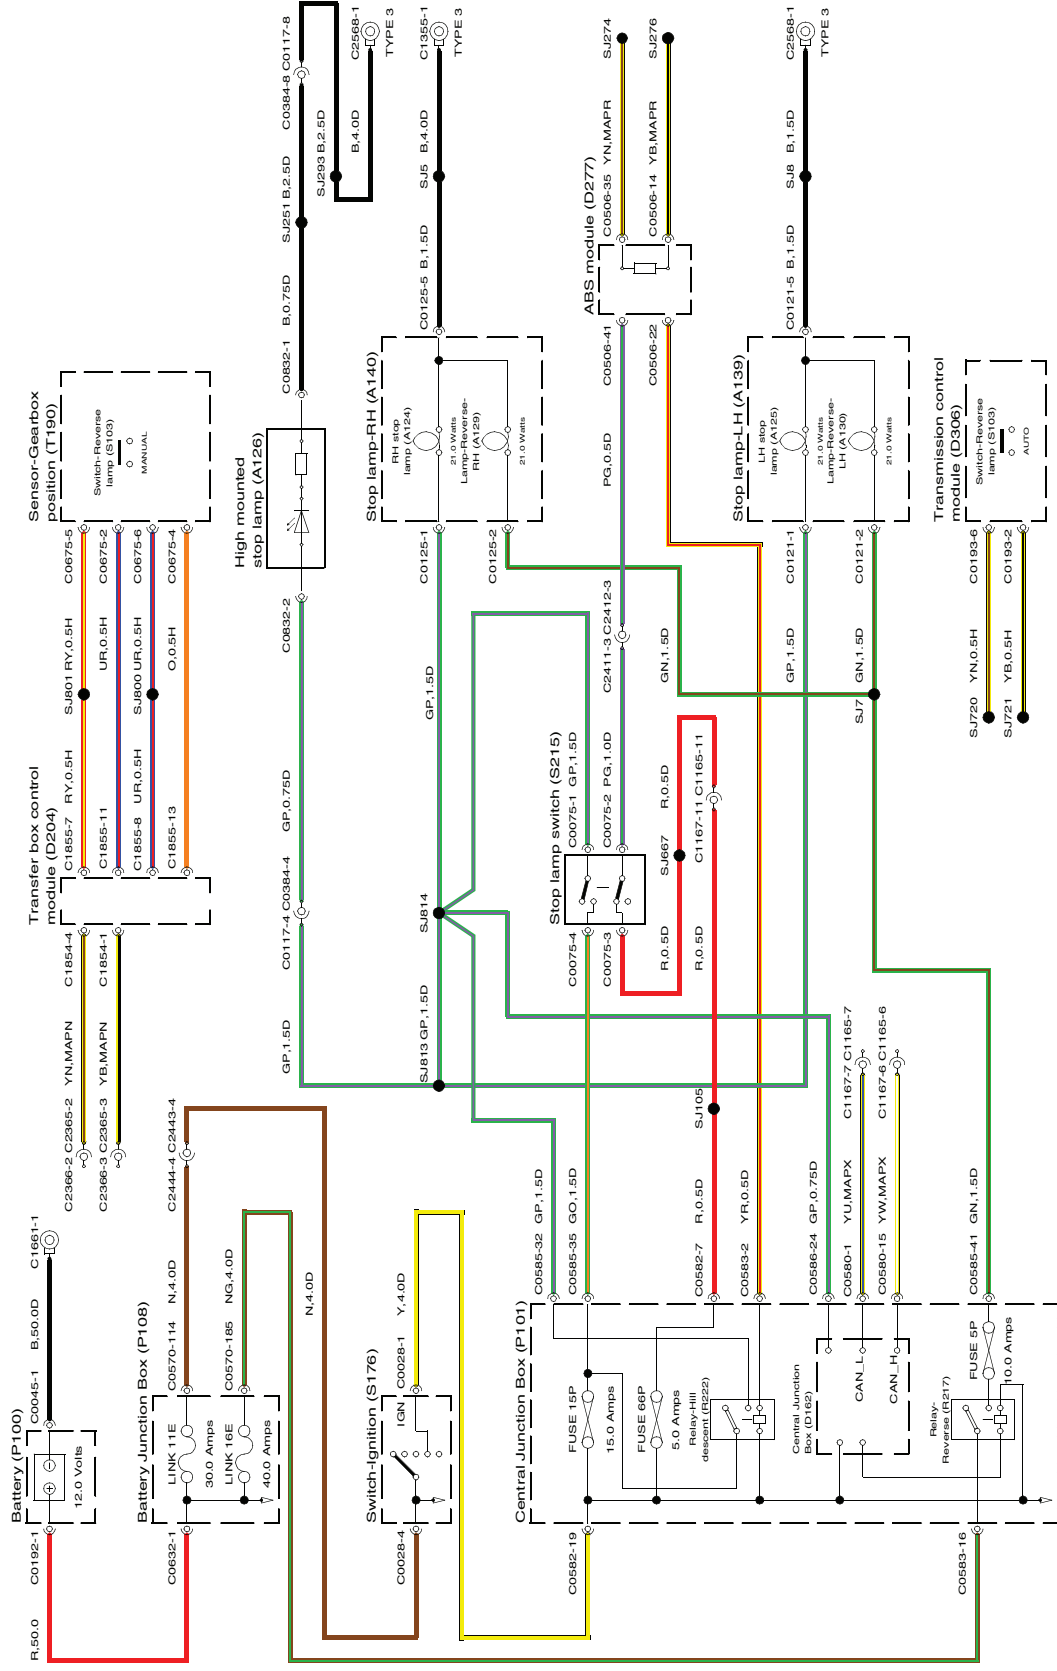 Battery (P100)
C0192-1
C0045-1
12.0 Volts
R,50.0
B,50.0D
C1661-1
Battery Junction Box (P108)
C0632-1
LINK 11E
30.0 Amps
LINK 16E
40.0 Amps
C0570-114
N,4.0D
C2444-4
C2443-4
C0570-185
NG,4.0D
N,4.0D
Switch-Ignition (S176)
C0028-4
IGN
C0028-1
Y,4.0D
Transfer box control
module (D204)
C2366-2
C2365-2
YN,MAPN
C1854-4
C2366-3
C2365-3
YB,MAPN
C1854-1
C1855-7
RY,0.5H
SJ801
RY,0.5H
C0675-5
C1855-11
UR,0.5H
C0675-2
C1855-8
UR,0.5H
SJ800
UR,0.5H
C0675-6
C1855-13
O,0.5H
C0675-4
Sensor-Gearbox
position (T190)
Switch-Reverse
lamp (S103)
MANUAL
High mounted
stop lamp (A126)
GP,1.5D
C0117-4
C0384-4
GP,0.75D
C0832-2
C0832-1
B,0.75D
SJ251
B,2.5D
C0384-8
C0117-8
SJ293
B,2.5D
B,4.0D
C2568-1
TYPE 3
Stop lamp-RH (A140)
SJ813
GP,1.5D
SJ814
GP,1.5D
C0125-1
RH stop
lamp (A124)
21.0 Watts
C0125-2
Lamp-Reverse-
RH (A129)
21.0 Watts
C0125-5
B,1.5D
SJ5
B,4.0D
C1355-1
TYPE 3
Stop lamp switch (S215)
C0075-4
C0075-3
C0075-1
GP,1.5D
C0075-2
PG,1.0D
C2411-3
C2412-3
PG,0.5D
R,0.5D
SJ667
R,0.5D
R,0.5D
C1167-11
C1165-11
GN,1.5D
ABS module (D277)
C0506-41
C0506-22
C0506-35
YN,MAPR
SJ274
C0506-14
YB,MAPR
SJ276
Stop lamp-LH (A139)
GP,1.5D
C0121-1
LH stop
lamp (A125)
21.0 Watts
SJ7
GN,1.5D
C0121-2
Lamp-Reverse-
LH (A130)
21.0 Watts
C0121-5
B,1.5D
SJ8
B,1.5D
C2568-1
TYPE 3
Transmission control
module (D306)
SJ720
YN,0.5H
C0193-6
SJ721
YB,0.5H
C0193-2
Switch-Reverse
lamp (S103)
AUTO
Central Junction Box (P101)
C0582-19
FUSE 15P
15.0 Amps
FUSE 66P
5.0 Amps
Relay-Hill
descent (R222)
Central Junction
Box (D162)
CAN_L
CAN_H
Relay-
Reverse (R217)
FUSE 5P
10.0 Amps
C0583-16
C0585-32
GP,1.5D
C0585-35
GO,1.5D
C0582-7
R,0.5D
SJ105
C0583-2
YR,0.5D
C0586-24
GP,0.75D
C0580-1
YU,MAPX
C1167-7
C1165-7
C0580-15
YW,MAPX
C1167-6
C1165-6
C0585-41
GN,1.5D